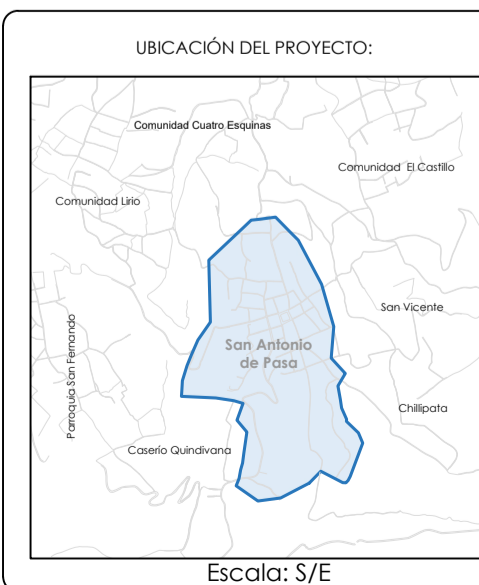 UBICACIÓN DEL PROYECTO:
Comunidad Cuatro Esquinas
Comunidad El Castillo
Comunidad Lirio
San Vicente
Parroquia San Fernando
San Antonio
de Pasa
Chillipata
Caserío Quindivana
Escala: S/E